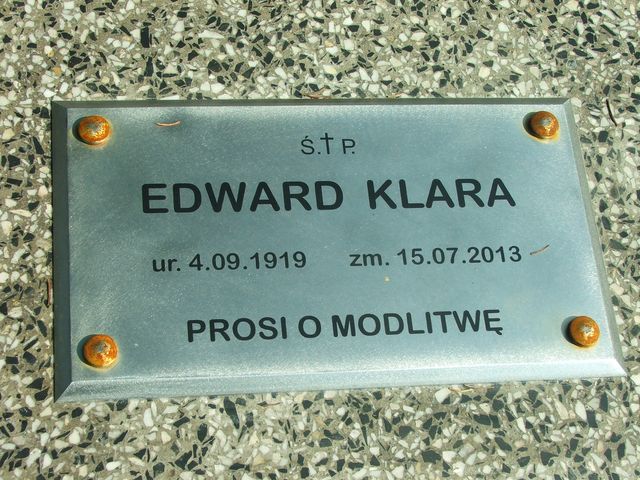 Ś.†P.
EDWARD KLARA
ur. 4.09.1919 zm. 15.07.2013
PROSI O MODLITWĘ